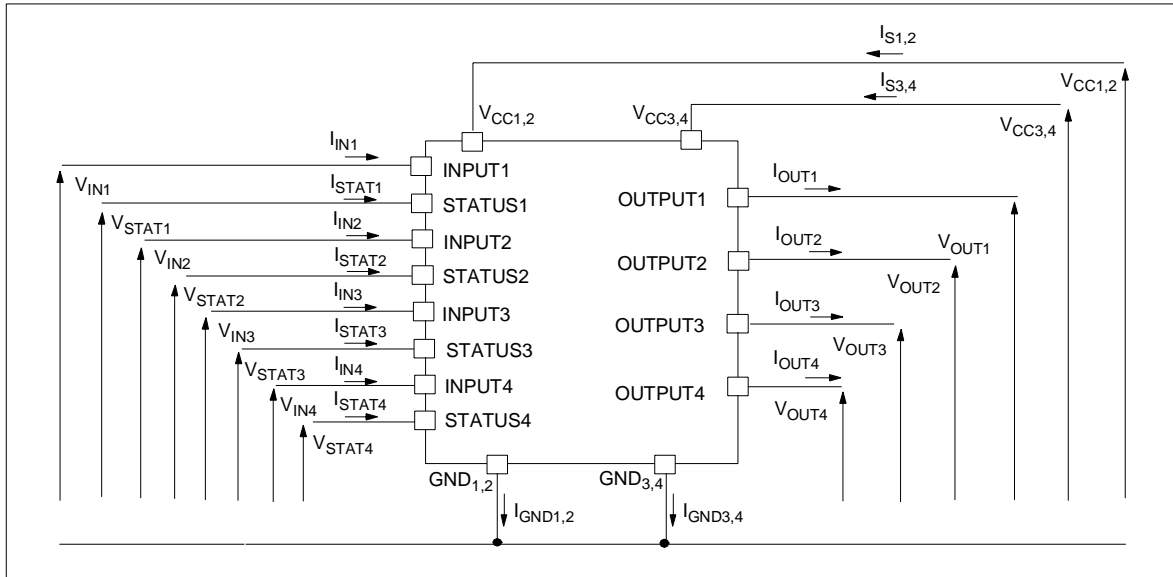 I_S1,2
I_S3,4
V_CC1,2
V_CC3,4
V_CC1,2
V_CC3,4
I_IN1
V_IN1
INPUT1
I_STAT1
V_STAT1
STATUS1
I_IN2
V_IN2
INPUT2
I_STAT2
V_STAT2
STATUS2
I_IN3
V_IN3
INPUT3
I_STAT3
V_STAT3
STATUS3
I_IN4
V_IN4
INPUT4
I_STAT4
V_STAT4
STATUS4
OUTPUT1
I_OUT1
V_OUT1
OUTPUT2
I_OUT2
V_OUT2
OUTPUT3
I_OUT3
V_OUT3
OUTPUT4
I_OUT4
V_OUT4
GND_1,2
GND_3,4
I_GND1,2
I_GND3,4